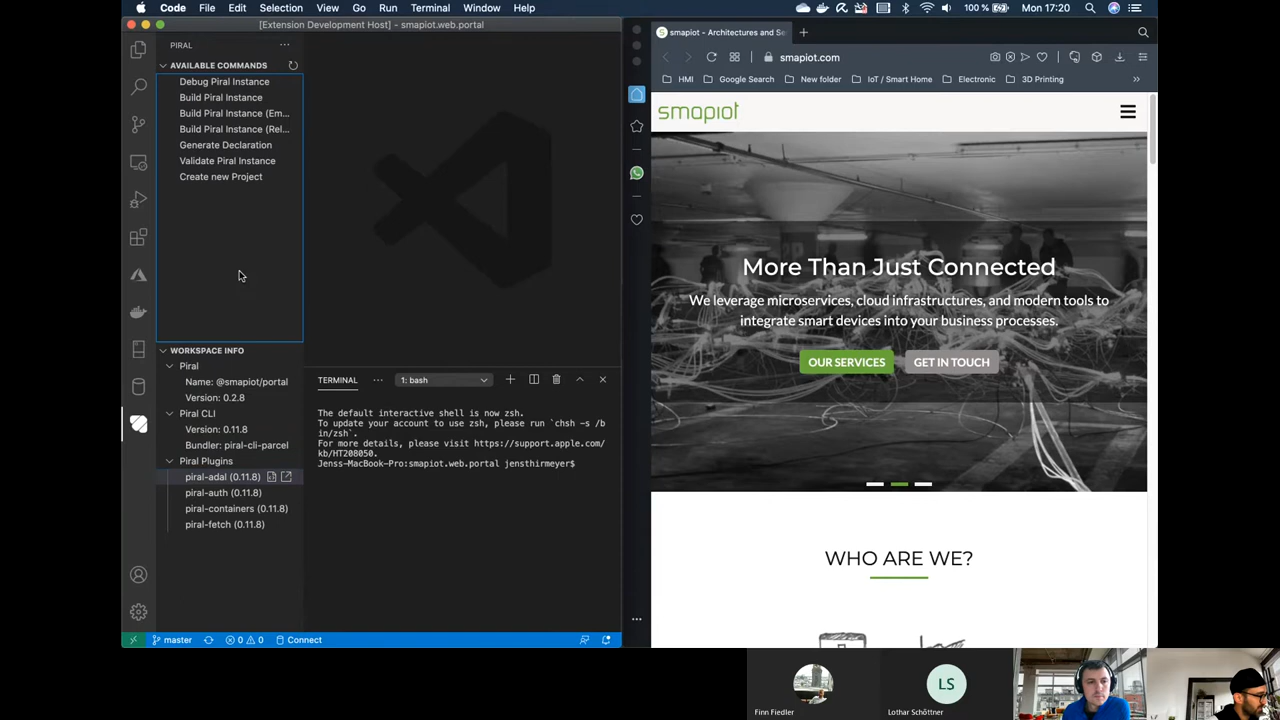 Code File Edit Selection View Go Run Terminal Window Help
100 % Mon 17:20
[Extension Development Host] - smapiot.web.portal
PIRAL
AVAILABLE COMMANDS
Debug Piral Instance
Build Piral Instance
Build Piral Instance (Em...
Build Piral Instance (Rel...
Generate Declaration
Validate Piral Instance
Create new Project
WORKSPACE INFO
Piral
Name: @smapiot/portal
Version: 0.2.8
Piral CLI
Version: 0.11.8
Bundler: piral-cli-parcel
Piral Plugins
piral-adal (0.11.8)
piral-auth (0.11.8)
piral-containers (0.11.8)
piral-fetch (0.11.8)
TERMINAL
1: bash
The default interactive shell is now zsh.
To update your account to use zsh, please run `chsh -s /b
in/zsh`.
For more details, please visit https://support.apple.com/
kb/HT208050.
Jenss-MacBook-Pro:smapiot.web.portal jensthirmeyer$
master
0
0
Connect
smapiot - Architectures and Se
smapiot.com
HMI
Google Search
New folder
IoT / Smart Home
Electronic
3D Printing
smapiot
More Than Just Connected
We leverage microservices, cloud infrastructures, and modern tools to
integrate smart devices into your business processes.
OUR SERVICES
GET IN TOUCH
WHO ARE WE?
Finn Fiedler
LS
Lothar Schöttner